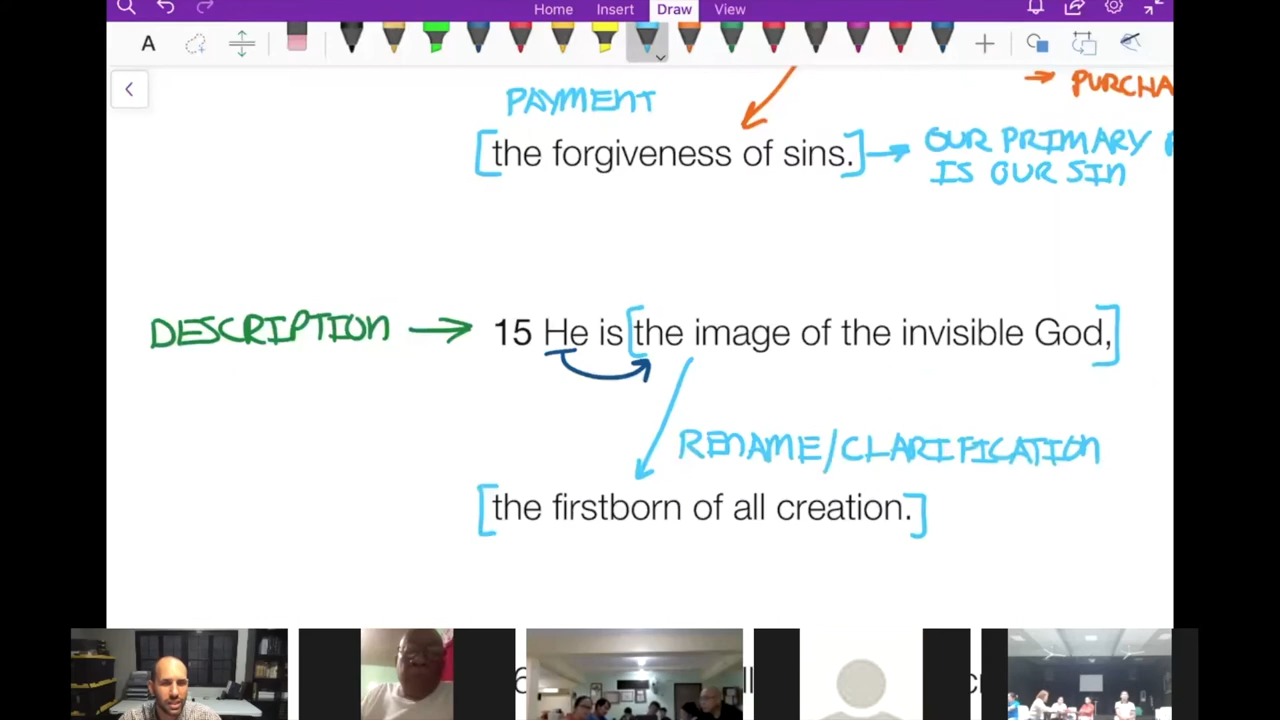 Home Insert Draw View
A
PURCHA
PAYMENT
[the forgiveness of sins.] → OUR PRIMARY
IS OUR SIN
DESCRIPTION → 15 He is [the image of the invisible God,]
RENAME/CLARIFICATION
[the firstborn of all creation.]